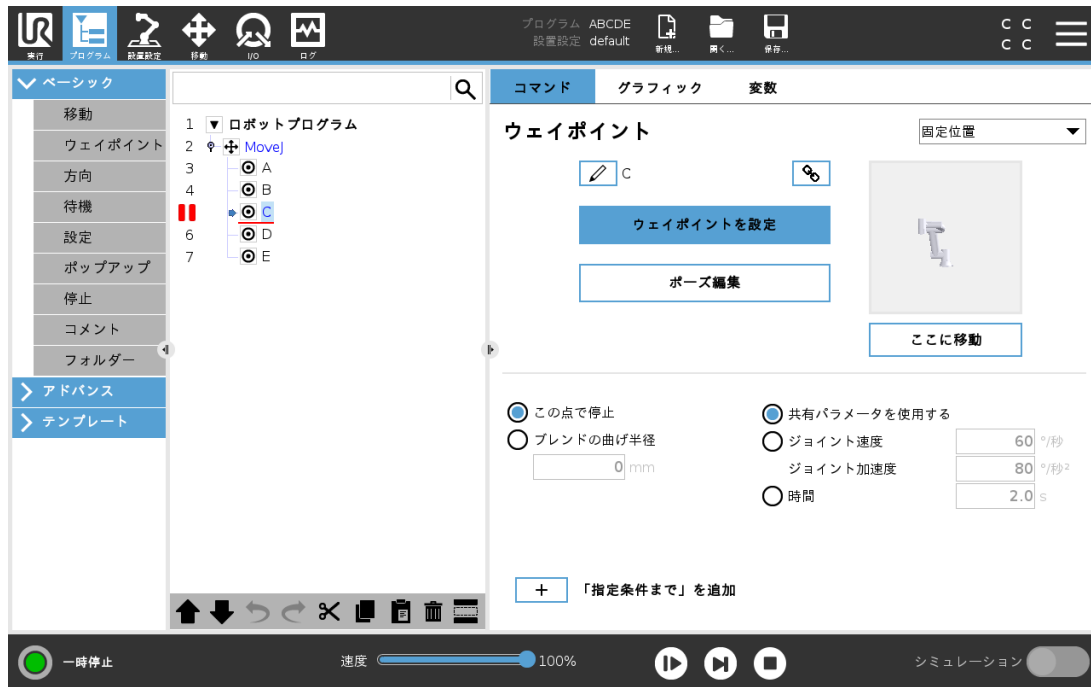 UR
実行
プログラム
設置設定
移動
I/O
ログ
プログラム ABCDE
設置設定 default
新規...
開く...
保存...
C C
C C
ベーシック
移動
ウェイポイント
方向
待機
設定
ポップアップ
停止
コメント
フォルダー
アドバンス
テンプレート
1 ロボットプログラム
2 MoveJ
3 A
4 B
C
6 D
7 E
コマンド グラフィック 変数
ウェイポイント
固定位置
C
ウェイポイントを設定
ポーズ編集
ここに移動
この点で停止
ブレンドの曲げ半径
0 mm
共有パラメータを使用する
ジョイント速度 60 °/秒
ジョイント加速度 80 °/秒²
時間 2.0 s
+ 「指定条件まで」を追加
一時停止
速度 100%
シミュレーション